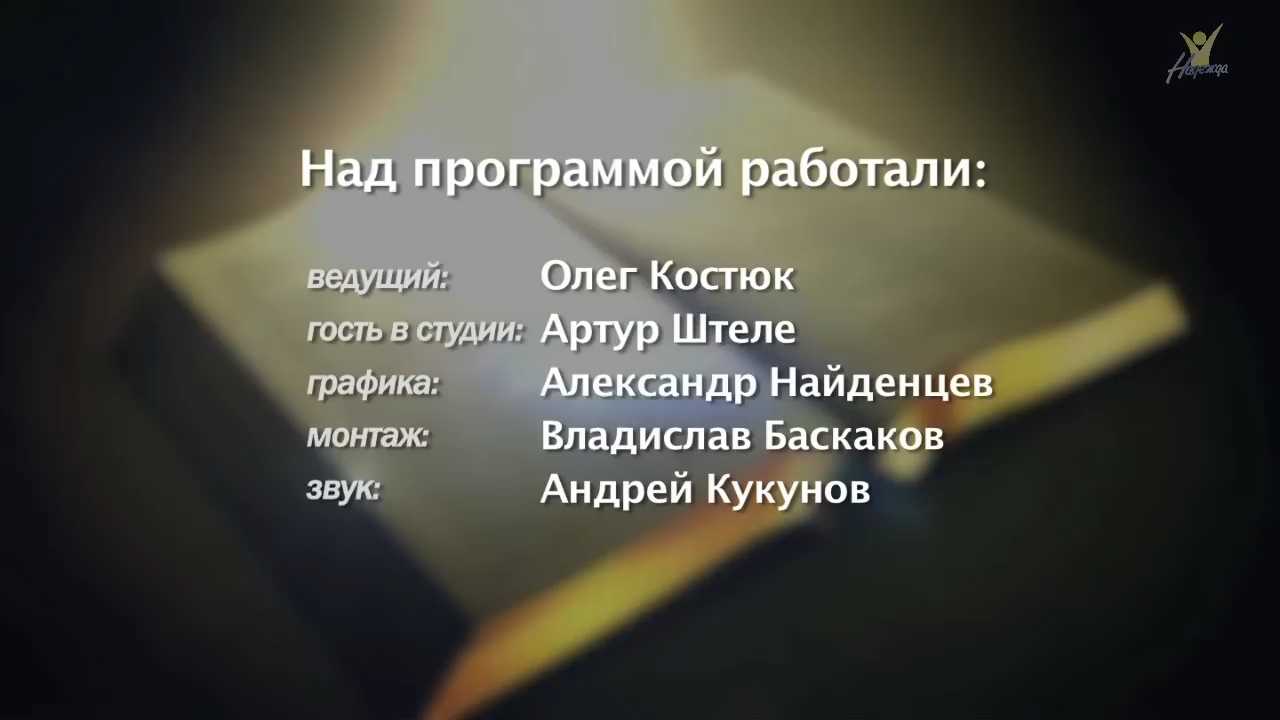 Надежда
Над программой работали:
ведущий: Олег Костюк
гость в студии: Артур Штеле
графика: Александр Найденцев
монтаж: Владислав Баскаков
звук: Андрей Кукунов